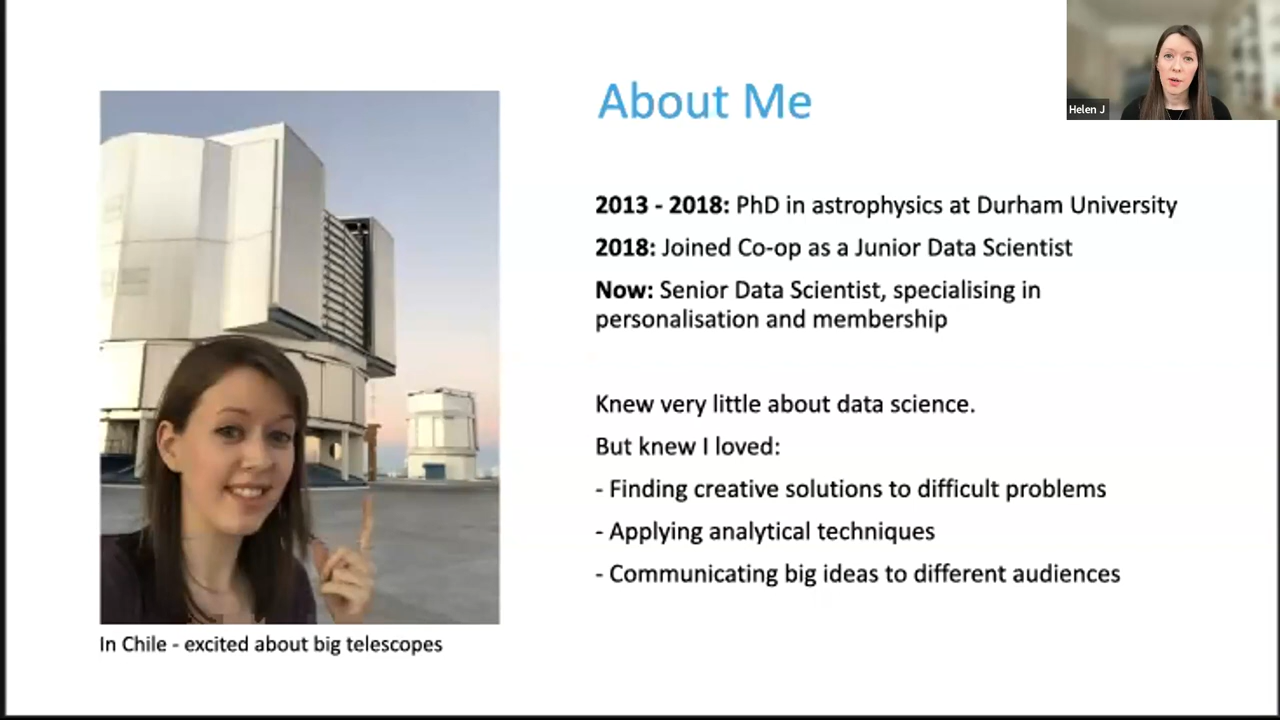 About Me
Helen J
2013 - 2018: PhD in astrophysics at Durham University
2018: Joined Co-op as a Junior Data Scientist
Now: Senior Data Scientist, specialising in
personalisation and membership
Knew very little about data science.
But knew I loved:
- Finding creative solutions to difficult problems
- Applying analytical techniques
- Communicating big ideas to different audiences
In Chile - excited about big telescopes